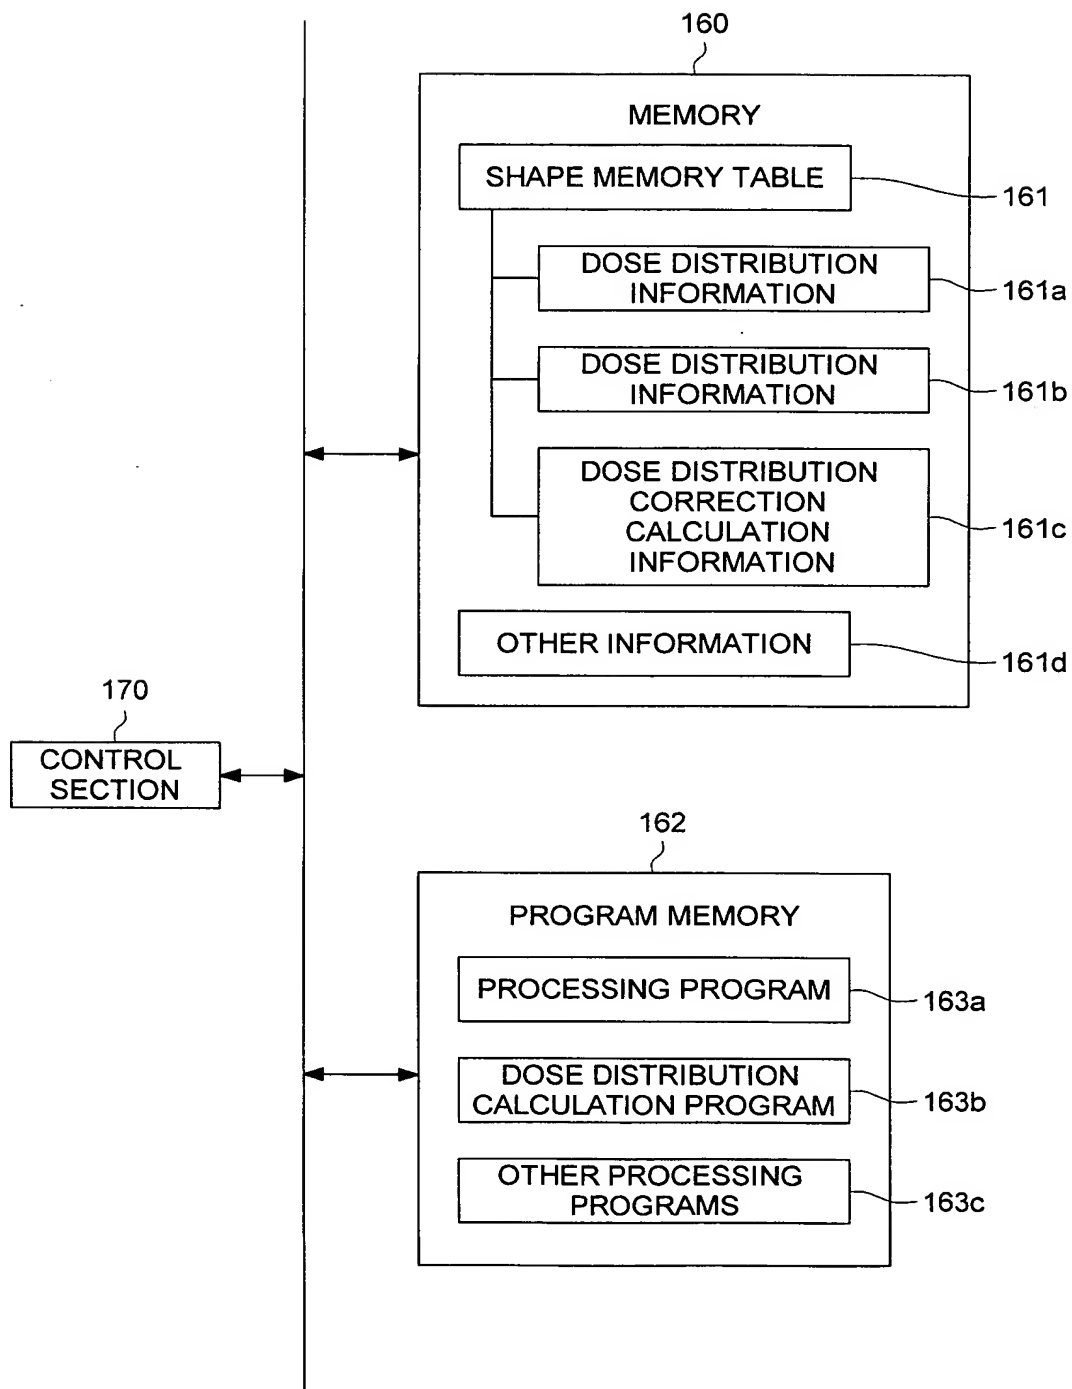 160
MEMORY
SHAPE MEMORY TABLE
161
DOSE DISTRIBUTION
INFORMATION
161a
DOSE DISTRIBUTION
INFORMATION
161b
DOSE DISTRIBUTION
CORRECTION
CALCULATION
INFORMATION
161c
OTHER INFORMATION
161d
170
CONTROL
SECTION
162
PROGRAM MEMORY
PROCESSING PROGRAM
163a
DOSE DISTRIBUTION
CALCULATION PROGRAM
163b
OTHER PROCESSING
PROGRAMS
163c